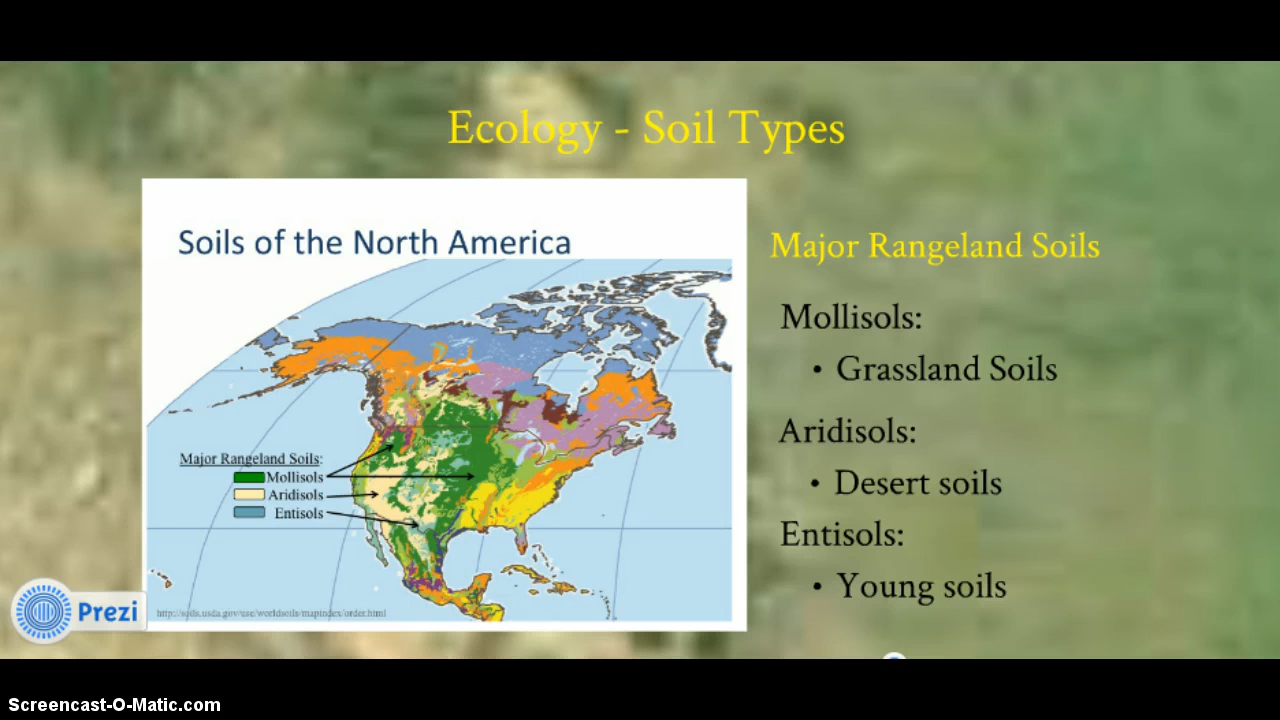 Ecology - Soil Types
Soils of the North America
Major Rangeland Soils:
Mollisols
Aridisols
Entisols
http://soils.usda.gov/use/worldsoils/mapindex/order.html
Major Rangeland Soils
Mollisols:
• Grassland Soils
Aridisols:
• Desert soils
Entisols:
• Young soils
Prezi
Screencast-O-Matic.com